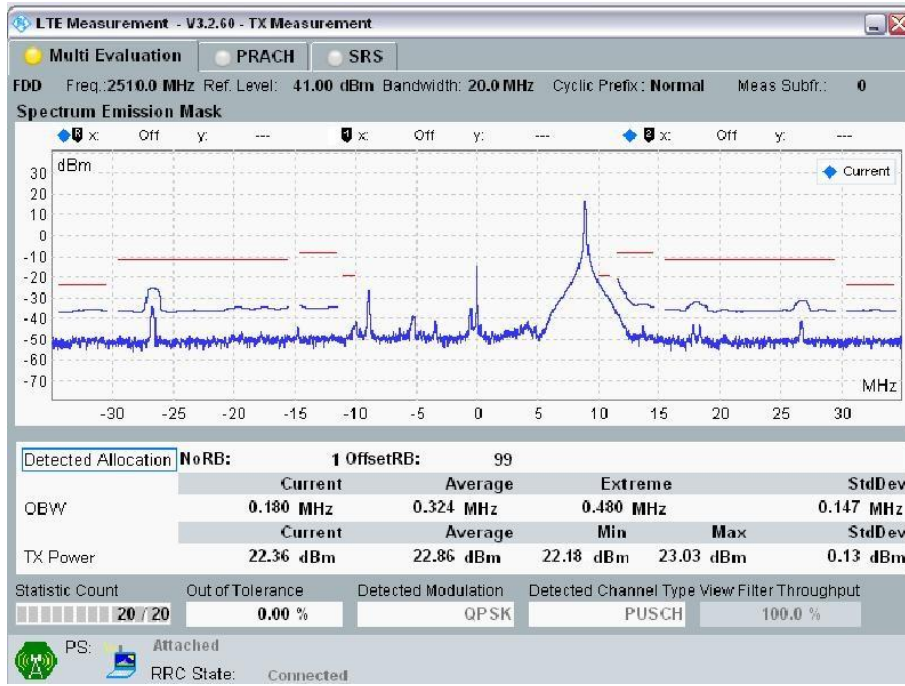 LTE Measurement - V3.2.60 - TX Measurement
Multi Evaluation PRACH SRS
FDD Freq.:2510.0 MHz Ref. Level: 41.00 dBm Bandwidth: 20.0 MHz Cyclic Prefix: Normal Meas Subfr.: 0
Spectrum Emission Mask
R x: Off y: --- 1 x: Off y: --- 2 x: Off y: ---
dBm
Current
30
20
10
0
-10
-20
-30
-40
-50
-60
-70
MHz
-30 -25 -20 -15 -10 -5 0 5 10 15 20 25 30
Detected Allocation NoRB: 1 OffsetRB: 99
Current Average Extreme StdDev
OBW 0.180 MHz 0.324 MHz 0.480 MHz 0.147 MHz
Current Average Min Max StdDev
TX Power 22.36 dBm 22.86 dBm 22.18 dBm 23.03 dBm 0.13 dBm
Statistic Count Out of Tolerance Detected Modulation Detected Channel Type View Filter Throughput
20 / 20 0.00 % QPSK PUSCH 100.0 %
PS: Attached
RRC State: Connected